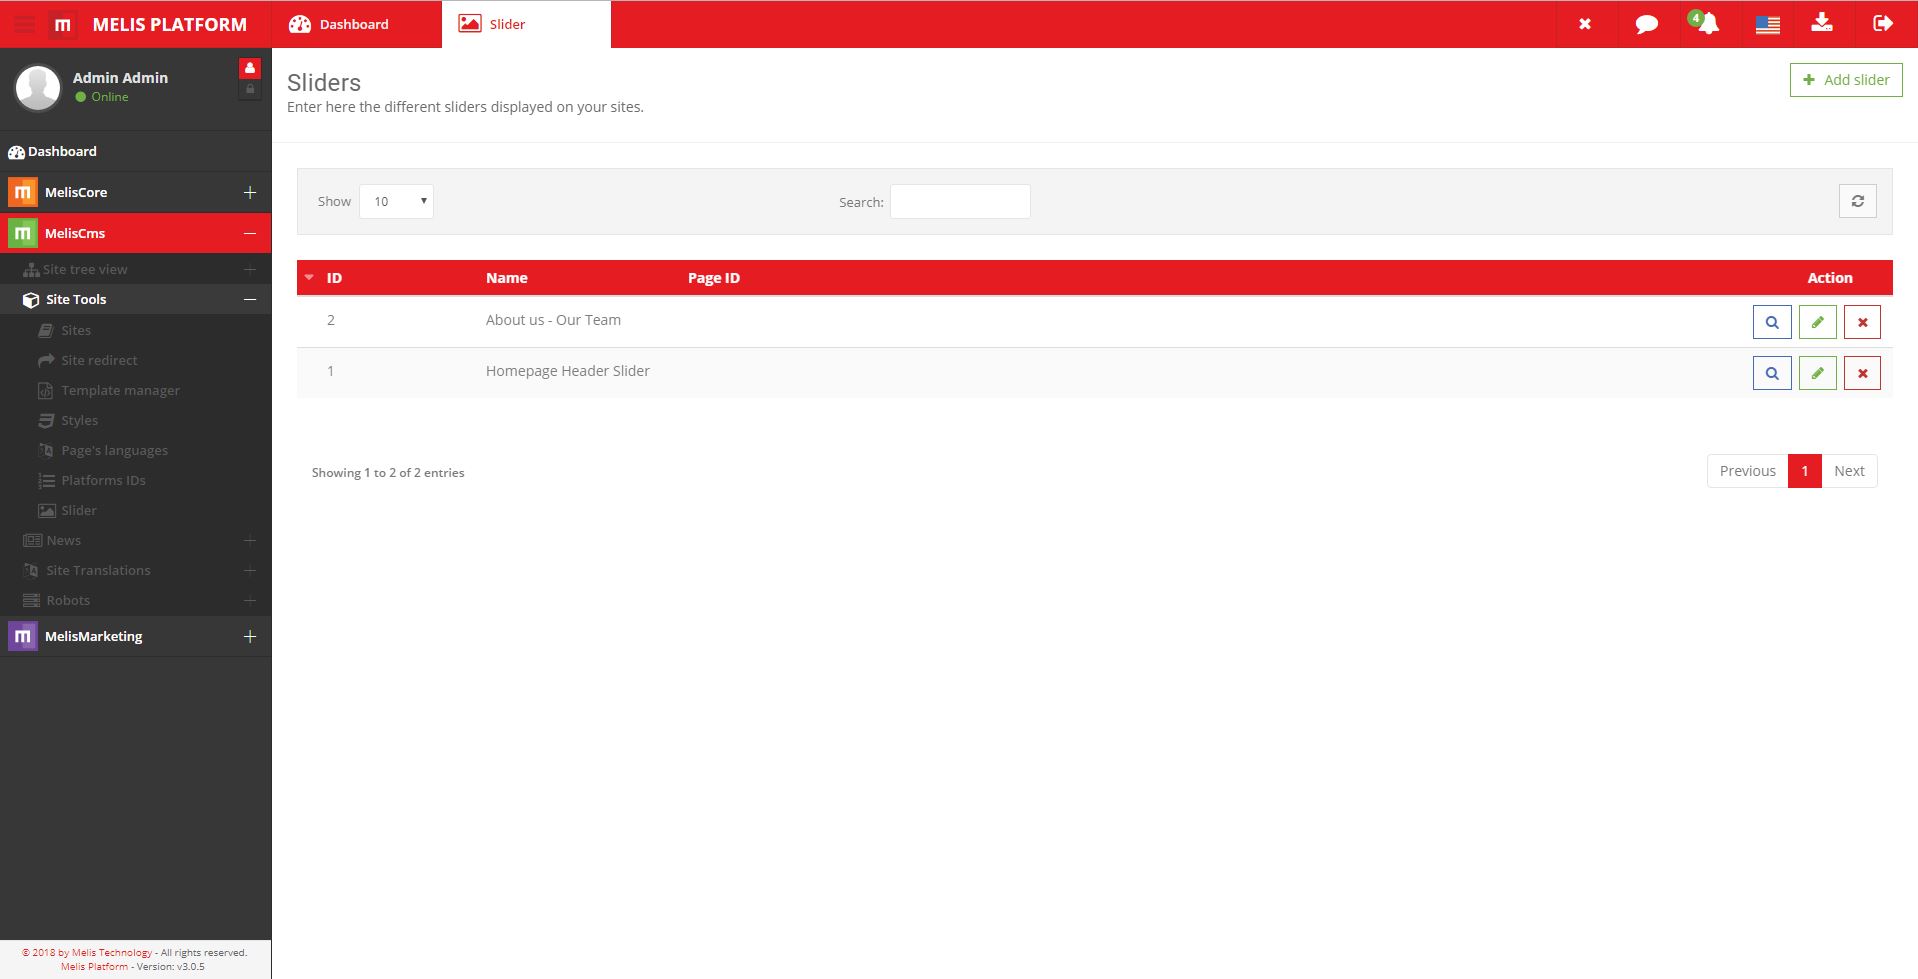 MELIS PLATFORM
Dashboard
Slider
4
Admin Admin
Online
Dashboard
MelisCore
MelisCms
Site tree view
Site Tools
Sites
Site redirect
Template manager
Styles
Page's languages
Platforms IDs
Slider
News
Site Translations
Robots
MelisMarketing
© 2018 by Melis Technology - All rights reserved.
Melis Platform - Version: v3.0.5
Sliders
Enter here the different sliders displayed on your sites.
Add slider
Show 10 Search:
ID Name Page ID Action
2 About us - Our Team
1 Homepage Header Slider
Showing 1 to 2 of 2 entries
Previous 1 Next